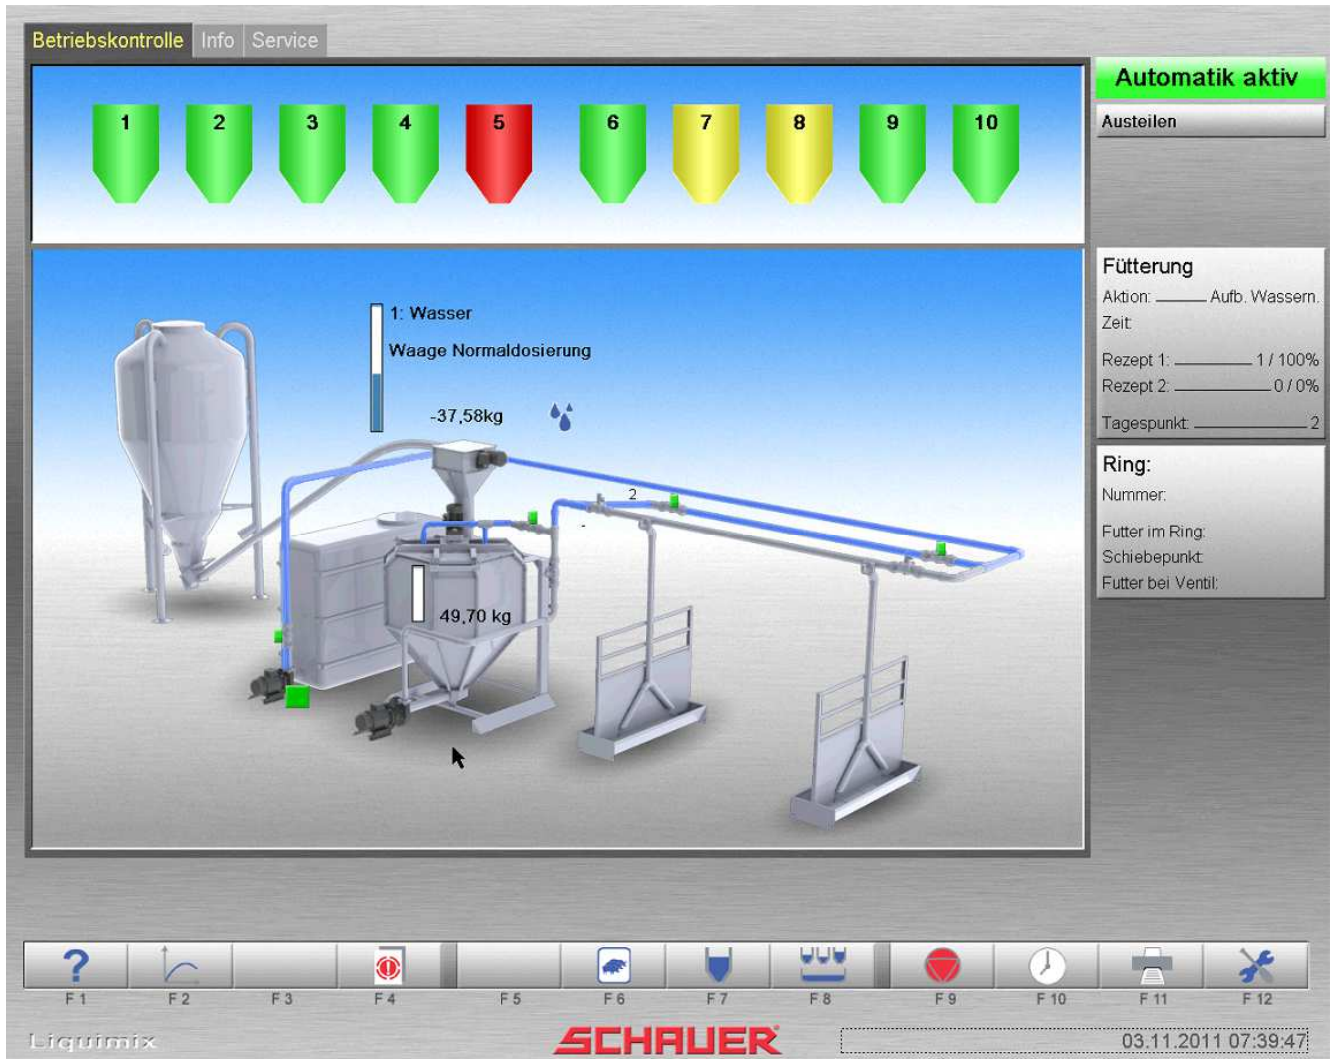 Betriebskontrolle Info Service
1 2 3 4 5 6 7 8 9 10
Automatik aktiv
Austeilen
1: Wasser
Waage Normaldosierung
-37,58kg
2
49,70 kg
Fütterung
Aktion: Aufb. Wassern.
Zeit:
Rezept 1: 1 / 100%
Rezept 2: 0 / 0%
Tagespunkt: 2
Ring:
Nummer:
Futter im Ring:
Schiebepunkt:
Futter bei Ventil:
?
F 1 F 2 F 3 F 4 F 5 F 6 F 7 F 8 F 9 F 10 F 11 F 12
Liquimix
SCHAUER
03.11.2011 07:39:47